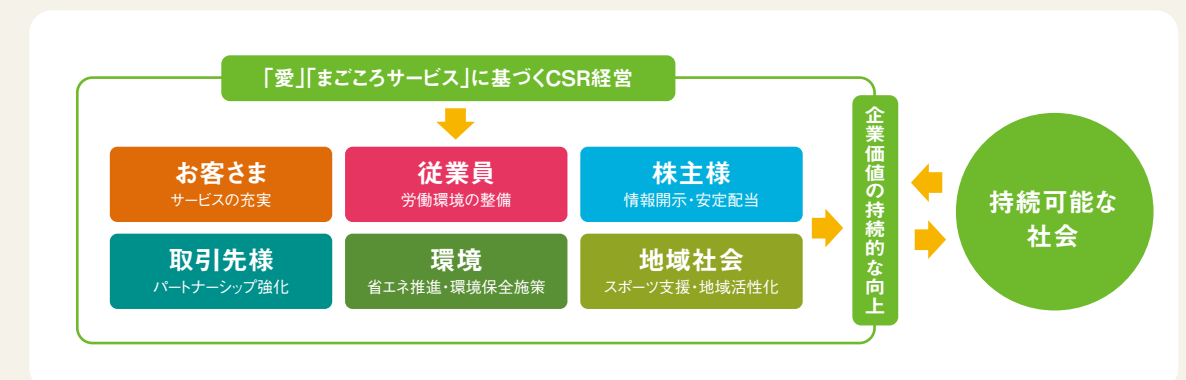 「愛」「まごころサービス」に基づくCSR経営
お客さま
サービスの充実
従業員
労働環境の整備
株主様
情報開示・安定配当
取引先様
パートナーシップ強化
環境
省エネ推進・環境保全施策
地域社会
スポーツ支援・地域活性化
企業価値の持続的な向上
持続可能な
社会